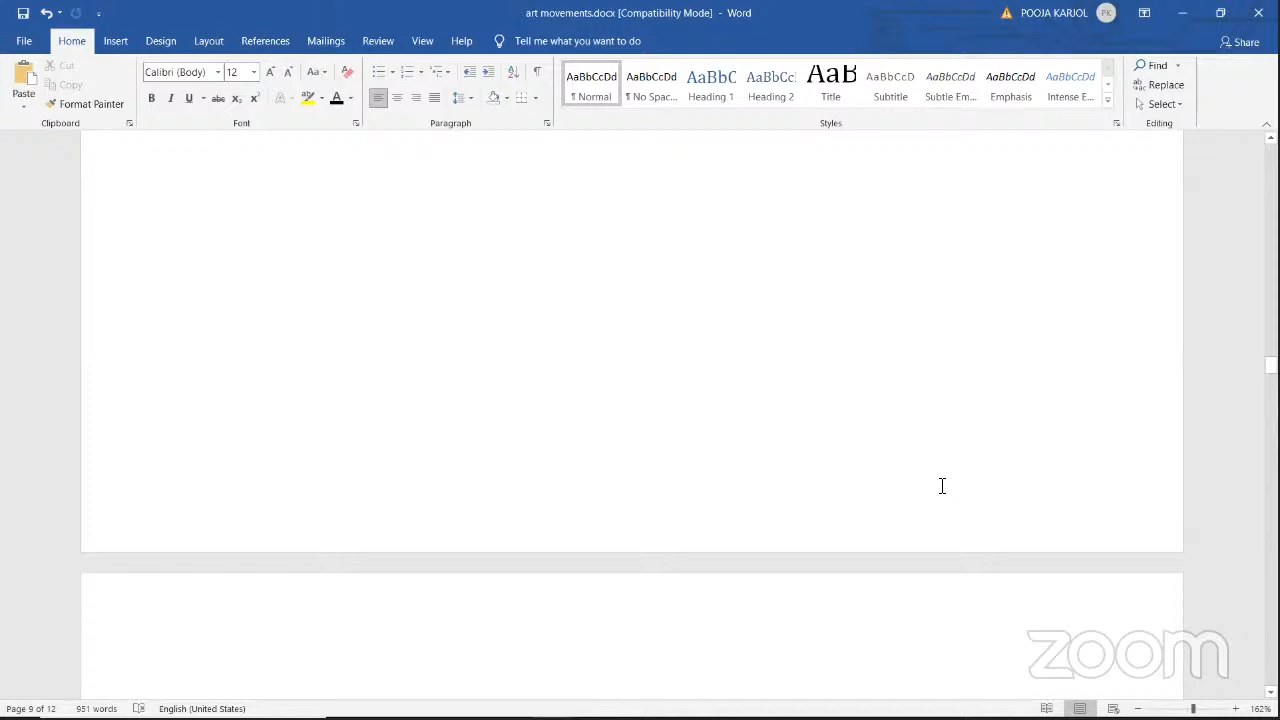 art movements.docx [Compatibility Mode] - Word
POOJA KARJOL PK
File Home Insert Design Layout References Mailings Review View Help Tell me what you want to do Share
Paste
Cut
Copy
Format Painter
Clipboard
Calibri (Body) 12 Aa
B I U abc X2 X2 A A
Font
Paragraph
AaBbCcDd AaBbCcDd AaBbC AaBbCc AaB AaBbCcD AaBbCcDd AaBbCcDd AaBbCcDd
¶ Normal ¶ No Spac... Heading 1 Heading 2 Title Subtitle Subtle Em... Emphasis Intense E...
Styles
Find
Replace
Select
Editing
zoom
Page 9 of 12 951 words English (United States) 162%